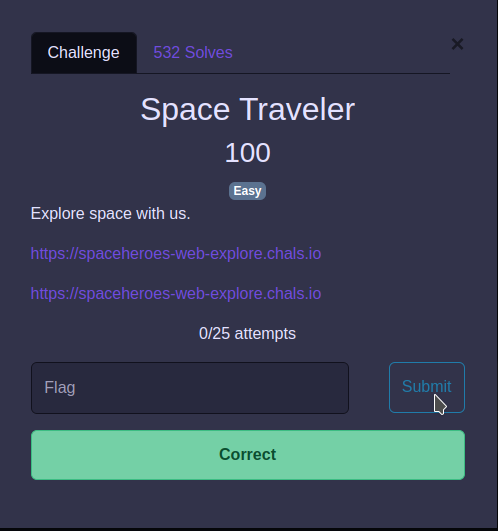 Challenge 532 Solves ×
Space Traveler
100
Easy
Explore space with us.
https://spaceheroes-web-explore.chals.io
https://spaceheroes-web-explore.chals.io
0/25 attempts
Flag Submit
Correct